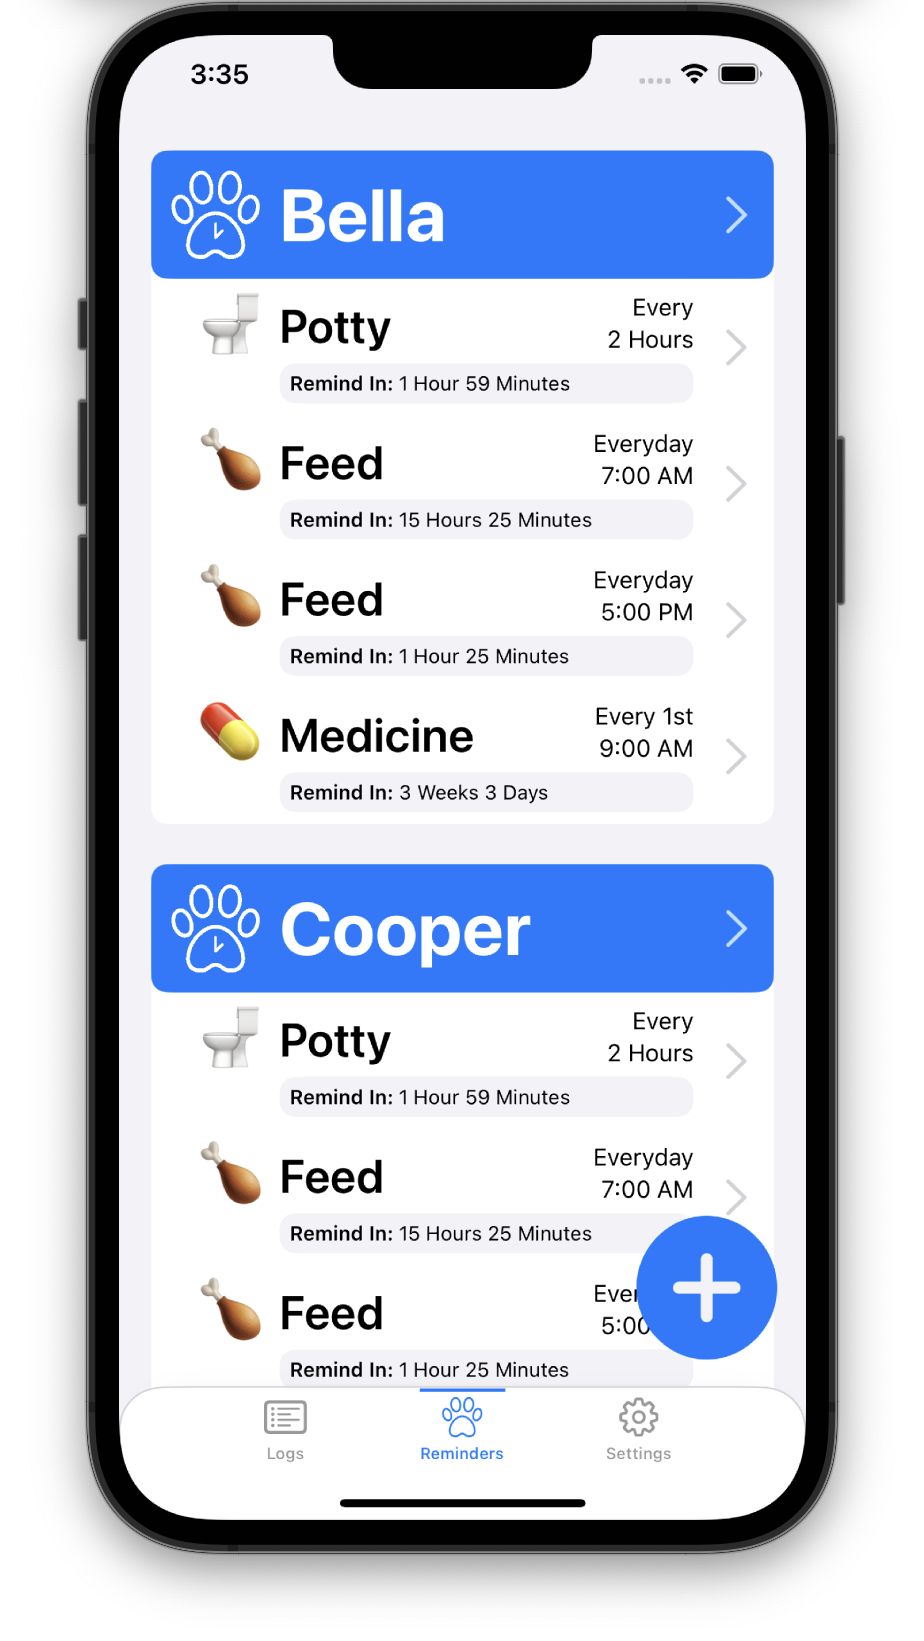 3:35
Bella
Potty
Every
2 Hours
Remind In: 1 Hour 59 Minutes
Feed
Everyday
7:00 AM
Remind In: 15 Hours 25 Minutes
Feed
Everyday
5:00 PM
Remind In: 1 Hour 25 Minutes
Medicine
Every 1st
9:00 AM
Remind In: 3 Weeks 3 Days
Cooper
Potty
Every
2 Hours
Remind In: 1 Hour 59 Minutes
Feed
Everyday
7:00 AM
Remind In: 15 Hours 25 Minutes
Feed
5:00
Remind In: 1 Hour 25 Minutes
Logs
Reminders
Settings